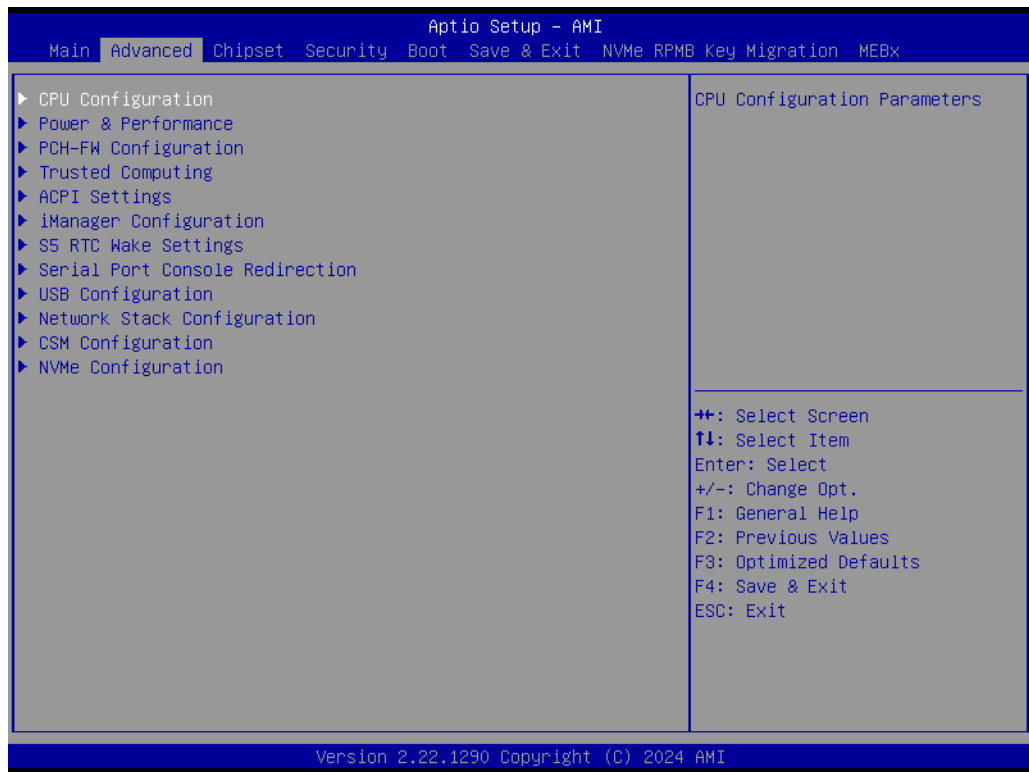 Aptio Setup – AMI
Main Advanced Chipset Security Boot Save & Exit NVMe RPMB Key Migration MEBx
▶ CPU Configuration
▶ Power & Performance
▶ PCH-FW Configuration
▶ Trusted Computing
▶ ACPI Settings
▶ iManager Configuration
▶ S5 RTC Wake Settings
▶ Serial Port Console Redirection
▶ USB Configuration
▶ Network Stack Configuration
▶ CSM Configuration
▶ NVMe Configuration
CPU Configuration Parameters
→←: Select Screen
↑↓: Select Item
Enter: Select
+/-: Change Opt.
F1: General Help
F2: Previous Values
F3: Optimized Defaults
F4: Save & Exit
ESC: Exit
Version 2.22.1290 Copyright (C) 2024 AMI